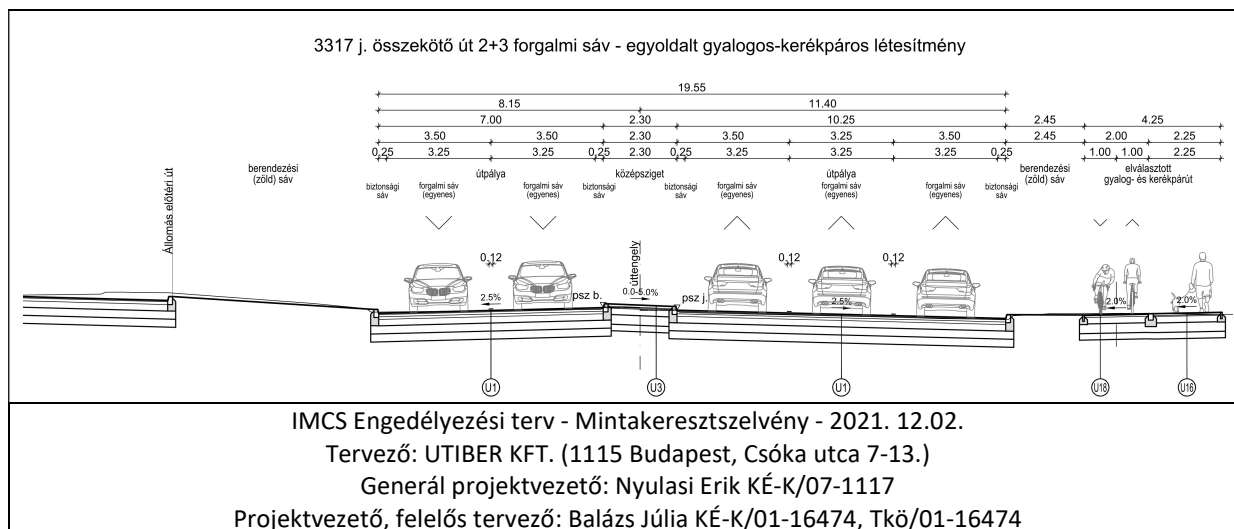 3317 j. összekötő út 2+3 forgalmi sáv - egyoldalt gyalogos-kerékpáros létesítmény
19.55
8.15 11.40
7.00 2.30 10.25 2.45 4.25
3.50 3.50 2.30 3.50 3.25 3.50 2.45 2.00 2.25
0,25 3.25 3.25 0,25 2.30 0,25 3.25 3.25 3.25 0,25 1.00 1.00 2.25
berendezési (zöld) sáv
biztonsági sáv
forgalmi sáv (egyenes)
útpálya
forgalmi sáv (egyenes)
biztonsági sáv
középsziget
biztonsági sáv
forgalmi sáv (egyenes)
útpálya
forgalmi sáv (egyenes)
forgalmi sáv (egyenes)
biztonsági sáv
berendezési (zöld) sáv
elválasztott
gyalog- és kerékpárút
Állomás előtéri út
úttengely
0,12 0,12 0,12
2.5% psz b. 0.0-5.0% psz j. 2.5% 2.0% 2.0%
U1 U3 U1 U18 U16
IMCS Engedélyezési terv - Mintakeresztszelvény - 2021. 12.02.
Tervező: UTIBER KFT. (1115 Budapest, Csóka utca 7-13.)
Generál projektvezető: Nyulasi Erik KÉ-K/07-1117
Projektvezető, felelős tervező: Balázs Júlia KÉ-K/01-16474, Tkö/01-16474